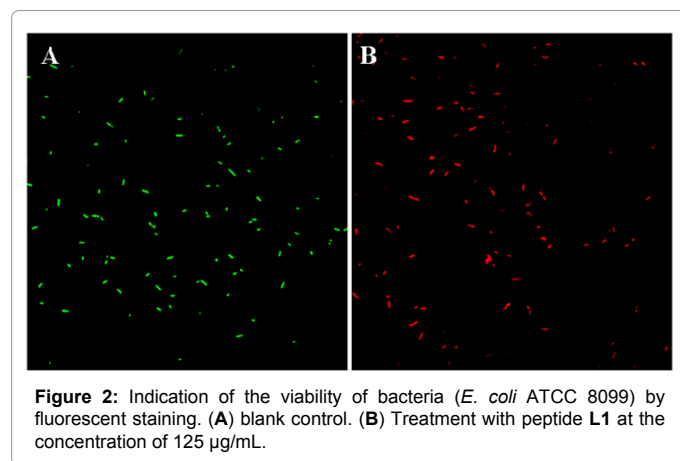 A B
Figure 2: Indication of the viability of bacteria (E. coli ATCC 8099) by
fluorescent staining. (A) blank control. (B) Treatment with peptide L1 at the
concentration of 125 µg/mL.